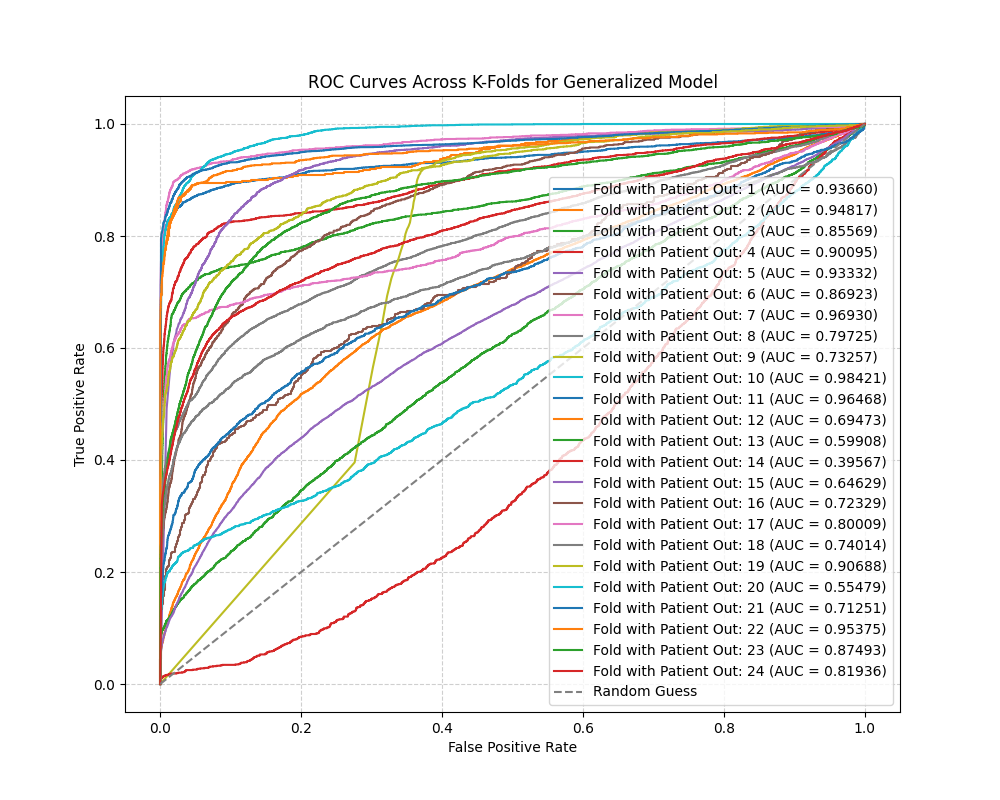 ROC Curves Across K-Folds for Generalized Model
1.0
0.8
0.6
0.4
0.2
0.0
True Positive Rate
0.0 0.2 0.4 0.6 0.8 1.0
False Positive Rate
Fold with Patient Out: 1 (AUC = 0.93660)
Fold with Patient Out: 2 (AUC = 0.94817)
Fold with Patient Out: 3 (AUC = 0.85569)
Fold with Patient Out: 4 (AUC = 0.90095)
Fold with Patient Out: 5 (AUC = 0.93332)
Fold with Patient Out: 6 (AUC = 0.86923)
Fold with Patient Out: 7 (AUC = 0.96930)
Fold with Patient Out: 8 (AUC = 0.79725)
Fold with Patient Out: 9 (AUC = 0.73257)
Fold with Patient Out: 10 (AUC = 0.98421)
Fold with Patient Out: 11 (AUC = 0.96468)
Fold with Patient Out: 12 (AUC = 0.69473)
Fold with Patient Out: 13 (AUC = 0.59908)
Fold with Patient Out: 14 (AUC = 0.39567)
Fold with Patient Out: 15 (AUC = 0.64629)
Fold with Patient Out: 16 (AUC = 0.72329)
Fold with Patient Out: 17 (AUC = 0.80009)
Fold with Patient Out: 18 (AUC = 0.74014)
Fold with Patient Out: 19 (AUC = 0.90688)
Fold with Patient Out: 20 (AUC = 0.55479)
Fold with Patient Out: 21 (AUC = 0.71251)
Fold with Patient Out: 22 (AUC = 0.95375)
Fold with Patient Out: 23 (AUC = 0.87493)
Fold with Patient Out: 24 (AUC = 0.81936)
Random Guess